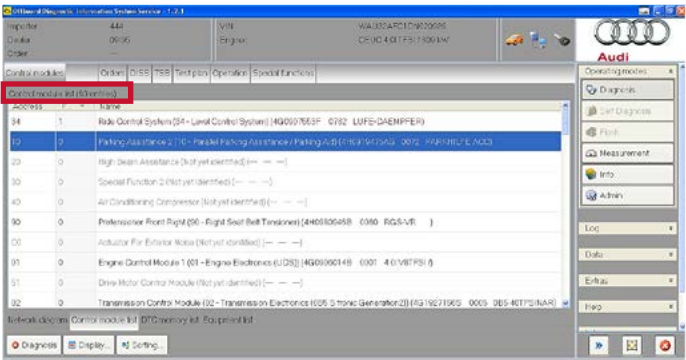 Offboard Diagnostic Information System Service - 1.2.1
Importer 444 VIN
Dealer Engine:
Order: ---
Audi
Control modules Orders DISS TSB Test plan Operation Special functions
Operating modes
Control module list (93 entries)
Diagnosis
Address Name
Self Diagnosis
34 1 Ride Control System (34 - Level Control System)
Flash
10 0 Parking Assistance 2 (10 - Parallel Parking Assistance / Parking Aid)
Measurement
20 0 High Beam Assistance (Not yet identified) (--- --- ---)
Info
30 0 Special Function 2 (Not yet identified) (--- --- ---)
Admin
40 0 Air Conditioning Compressor (Not yet identified) (--- --- ---)
90 0 Pretensioner Front Right (90 - Right Seat Belt Tensioner)
Log
C0 0 Actuator For Exterior Noise (Not yet identified) (--- --- ---)
Data
01 0 Engine Control Module 1 (01 - Engine Electronics (UDS))
Extras
51 0 Drive Motor Control Module (Not yet identified) (--- --- ---)
Help
02 0 Transmission Control Module (02 - Transmission Electronics
Network diagram Control module list DTC memory list Equipment list
Diagnosis Display... Sorting...